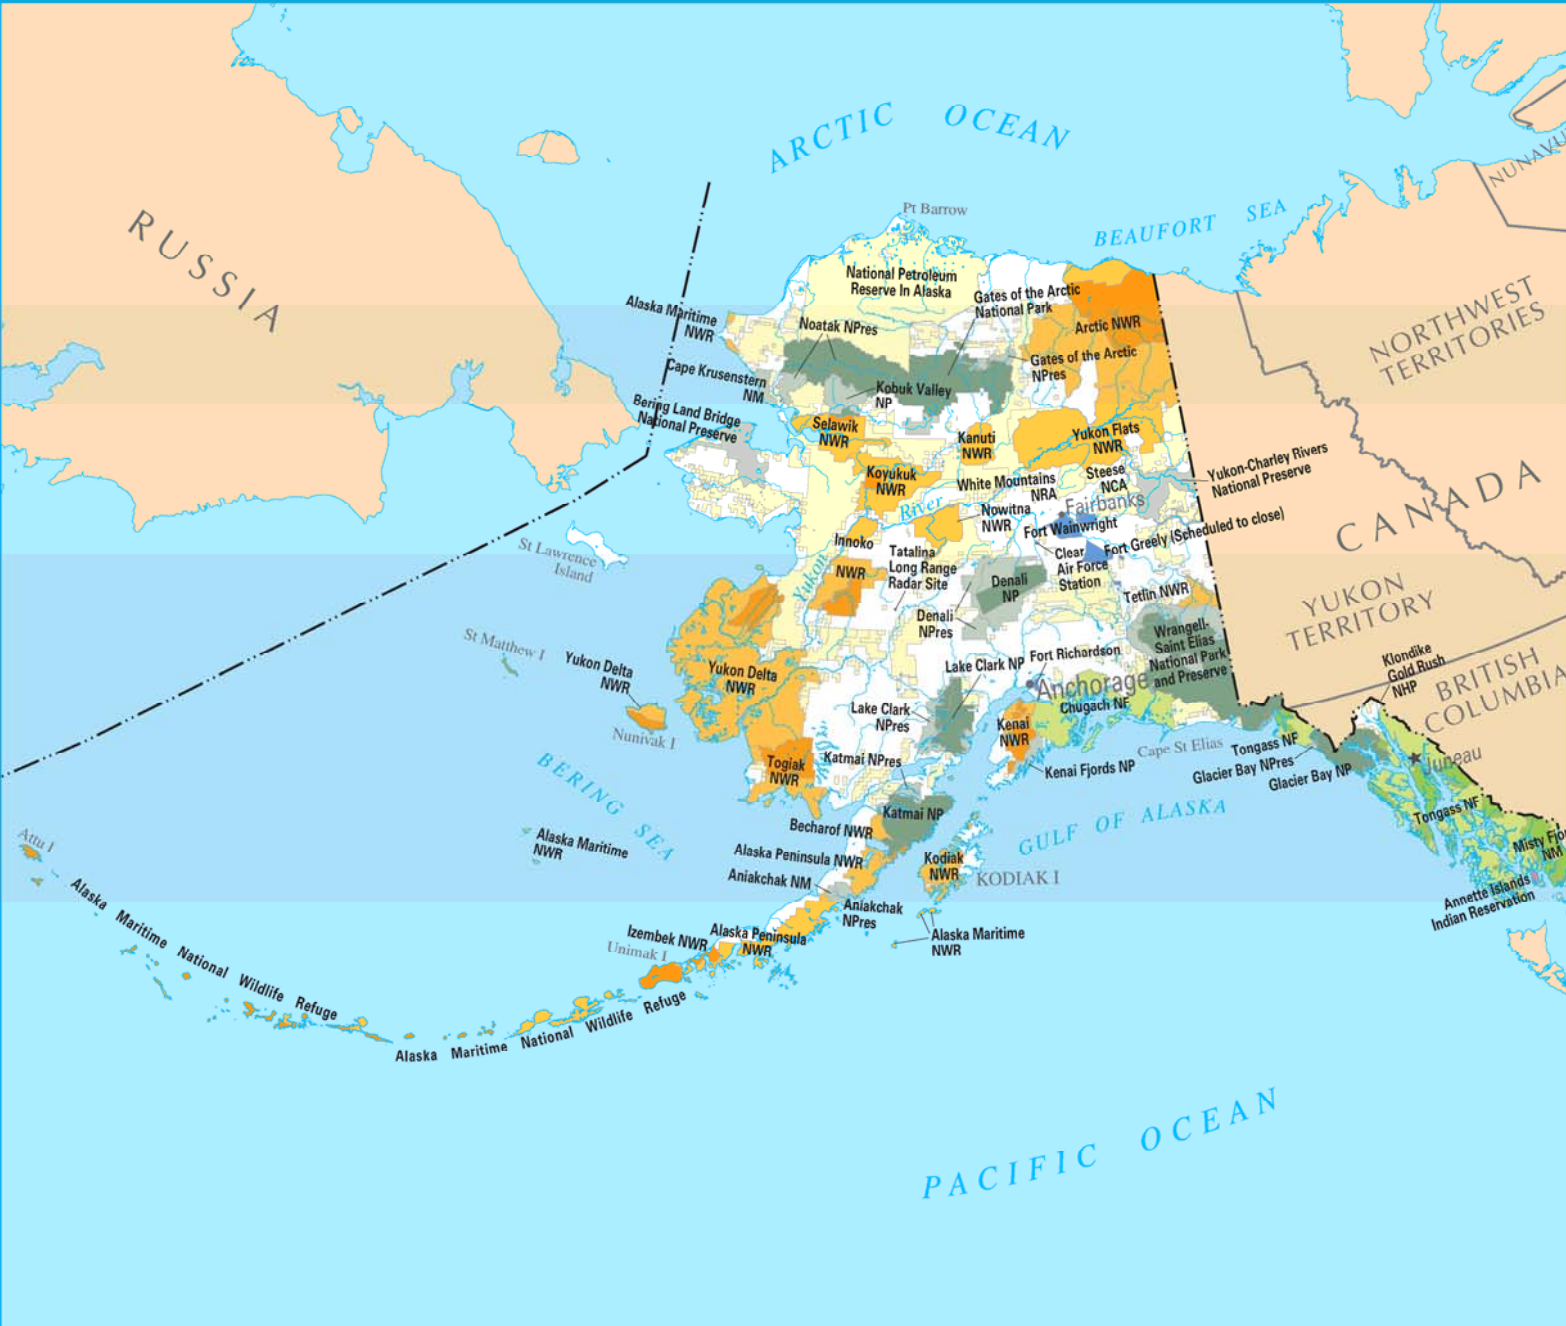 ARCTIC OCEAN
RUSSIA
Pt Barrow
BEAUFORT SEA
NUNAVU
National Petroleum
Reserve In Alaska
Gates of the Arctic
National Park
Alaska Maritime
NWR
Noatak NPres
Arctic NWR
NORTHWEST
TERRITORIES
Gates of the Arctic
NPres
Cape Krusenstern
NM
Kobuk Valley
NP
Bering Land Bridge
National Preserve
Selawik
NWR
Kanuti
NWR
Yukon Flats
NWR
Koyukuk
NWR
White Mountains
NRA
Steese
NCA
Yukon-Charley Rivers
National Preserve
CANADA
River
Nowitna
NWR
Fairbanks
Fort Wainwright
Fort Greely (Scheduled to close)
St Lawrence
Island
Innoko
NWR
Tatalina
Long Range
Radar Site
Clear
Air Force
Station
Yukon
Denali
NP
Tetlin NWR
YUKON
TERRITORY
Denali
NPres
Wrangell-
Saint Elias
National Park
and Preserve
St Matthew I
Yukon Delta
NWR
Yukon Delta
NWR
Lake Clark NP
Fort Richardson
Anchorage
Klondike
Gold Rush
NHP
BRITISH
COLUMBIA
Lake Clark
NPres
Chugach NF
Kenai
NWR
Nunivak I
Cape St Elias
Tongass NF
Glacier Bay NPres
Glacier Bay NP
Juneau
Togiak
NWR
Katmai NPres
Kenai Fjords NP
BERING SEA
Katmai NP
GULF OF ALASKA
Tongass NF
Becharof NWR
Attu I
Alaska Maritime
NWR
Alaska Peninsula NWR
Kodiak
NWR
KODIAK I
Misty Fjo
NM
Aniakchak NM
Aniakchak
NPres
Annette Islands
Indian Reservation
Alaska Maritime National Wildlife Refuge
Izembek NWR
Unimak I
Alaska Peninsula
NWR
Alaska Maritime
NWR
Alaska Maritime National Wildlife Refuge
PACIFIC OCEAN